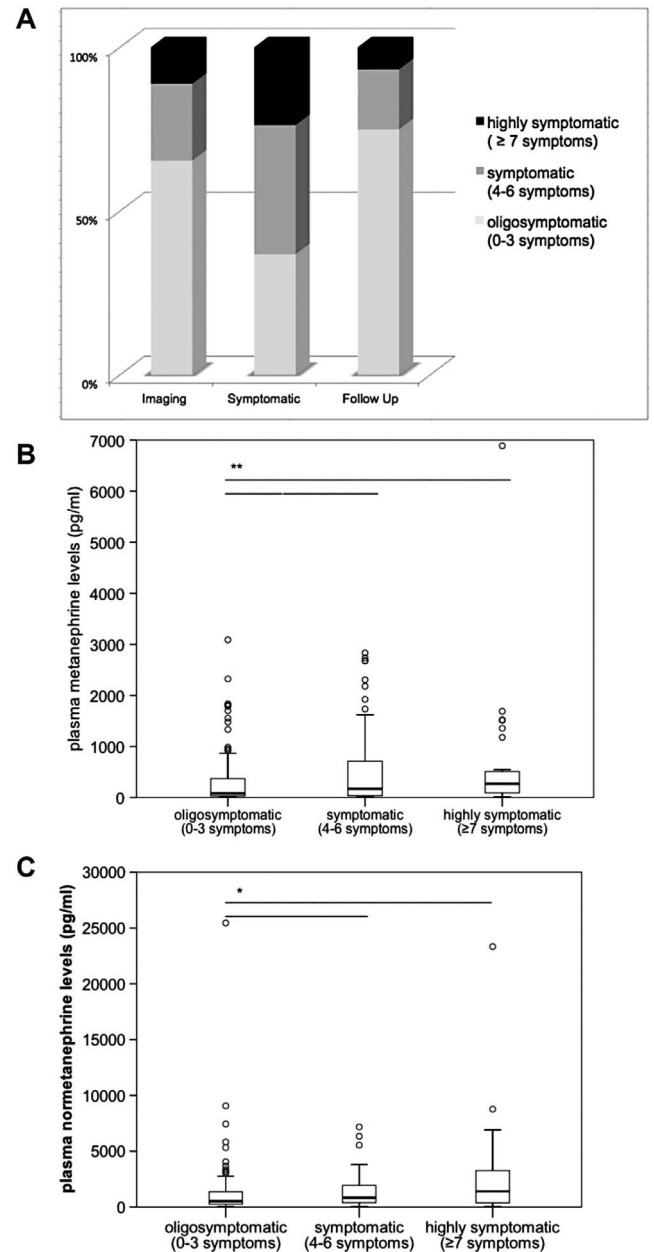 A
100%
50%
0%
Imaging
Symptomatic
Follow Up
highly symptomatic
( ≥ 7 symptoms)
symptomatic
(4-6 symptoms)
oligosymptomatic
(0-3 symptoms)
B
plasma metanephrine levels (pg/ml)
7000
6000
5000
4000
3000
2000
1000
0
**
oligosymptomatic
(0-3 symptoms)
symptomatic
(4-6 symptoms)
highly symptomatic
(≥7 symptoms)
C
plasma normetanephrine levels (pg/ml)
30000
25000
20000
15000
10000
5000
0
*
oligosymptomatic
(0-3 symptoms)
symptomatic
(4-6 symptoms)
highly symptomatic
(≥7 symptoms)